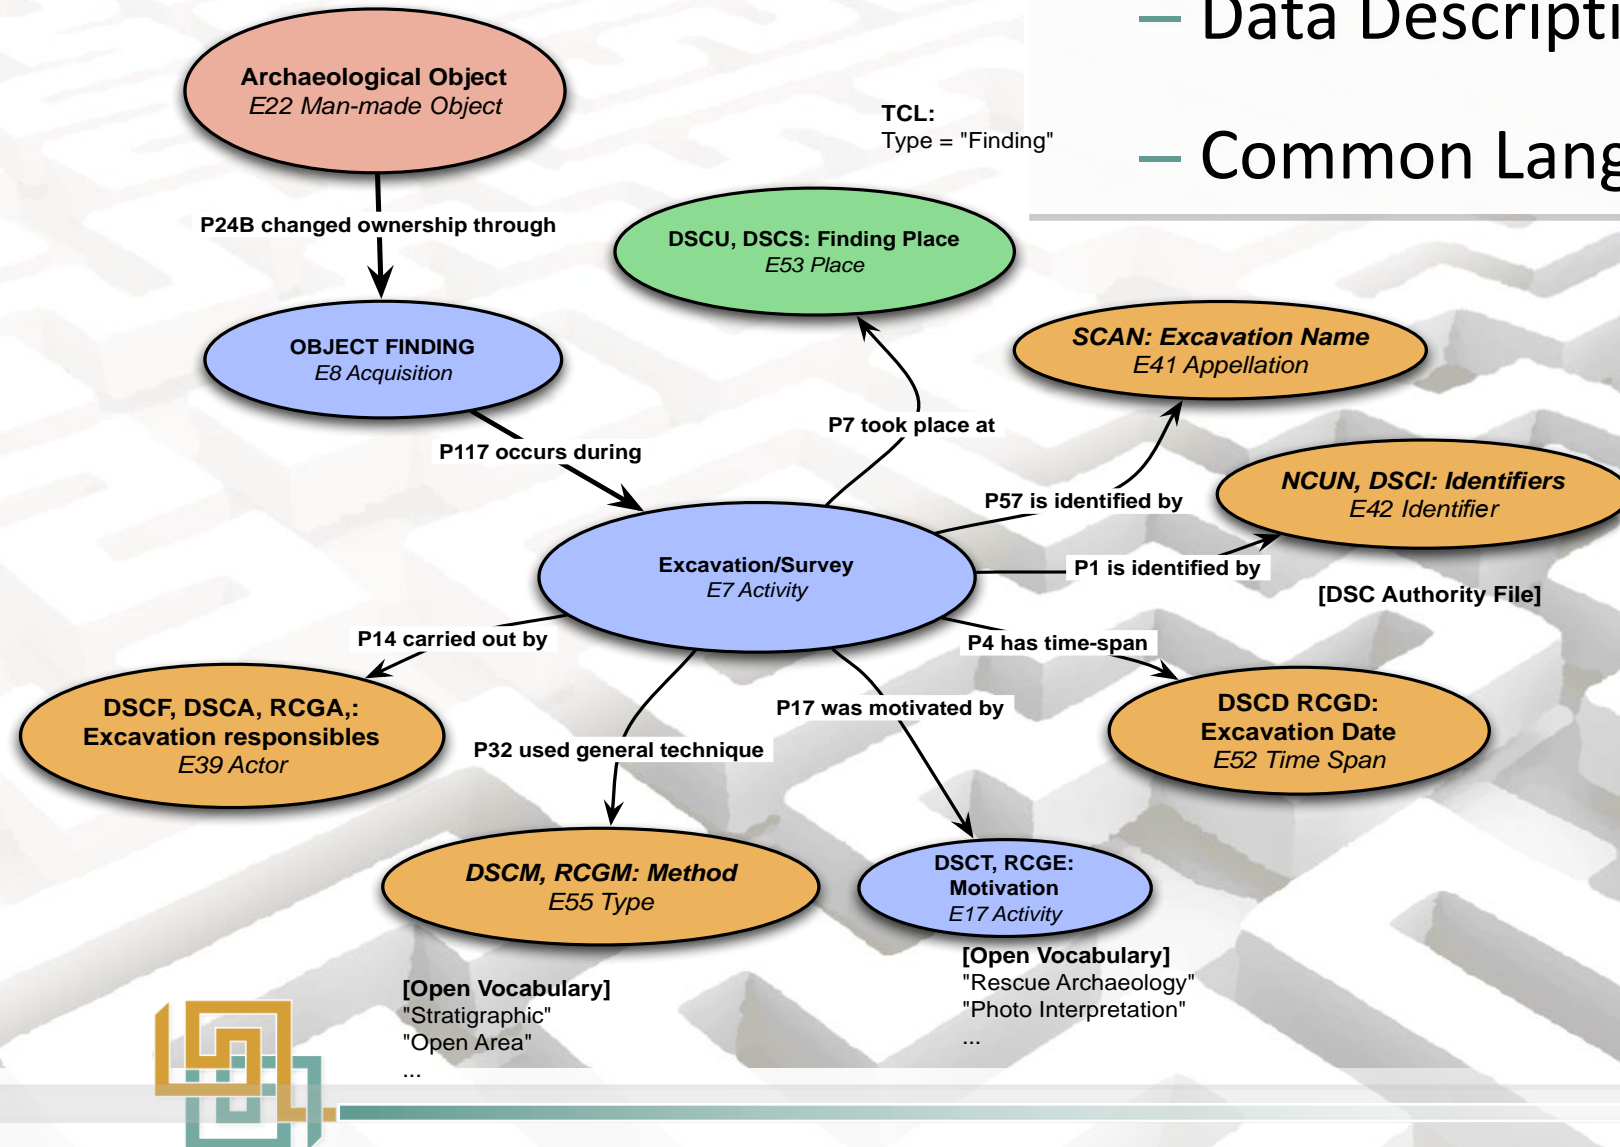 – Data Descripti
– Common Lang
Archaeological Object
E22 Man-made Object
TCL:
Type = "Finding"
P24B changed ownership through
DSCU, DSCS: Finding Place
E53 Place
OBJECT FINDING
E8 Acquisition
SCAN: Excavation Name
E41 Appellation
P7 took place at
P117 occurs during
NCUN, DSCI: Identifiers
E42 Identifier
P57 is identified by
Excavation/Survey
E7 Activity
P1 is identified by
[DSC Authority File]
P14 carried out by
P4 has time-span
DSCF, DSCA, RCGA,:
Excavation responsibles
E39 Actor
P17 was motivated by
DSCD RCGD:
Excavation Date
E52 Time Span
P32 used general technique
DSCM, RCGM: Method
E55 Type
DSCT, RCGE:
Motivation
E17 Activity
[Open Vocabulary]
"Rescue Archaeology"
"Photo Interpretation"
...
[Open Vocabulary]
"Stratigraphic"
"Open Area"
...